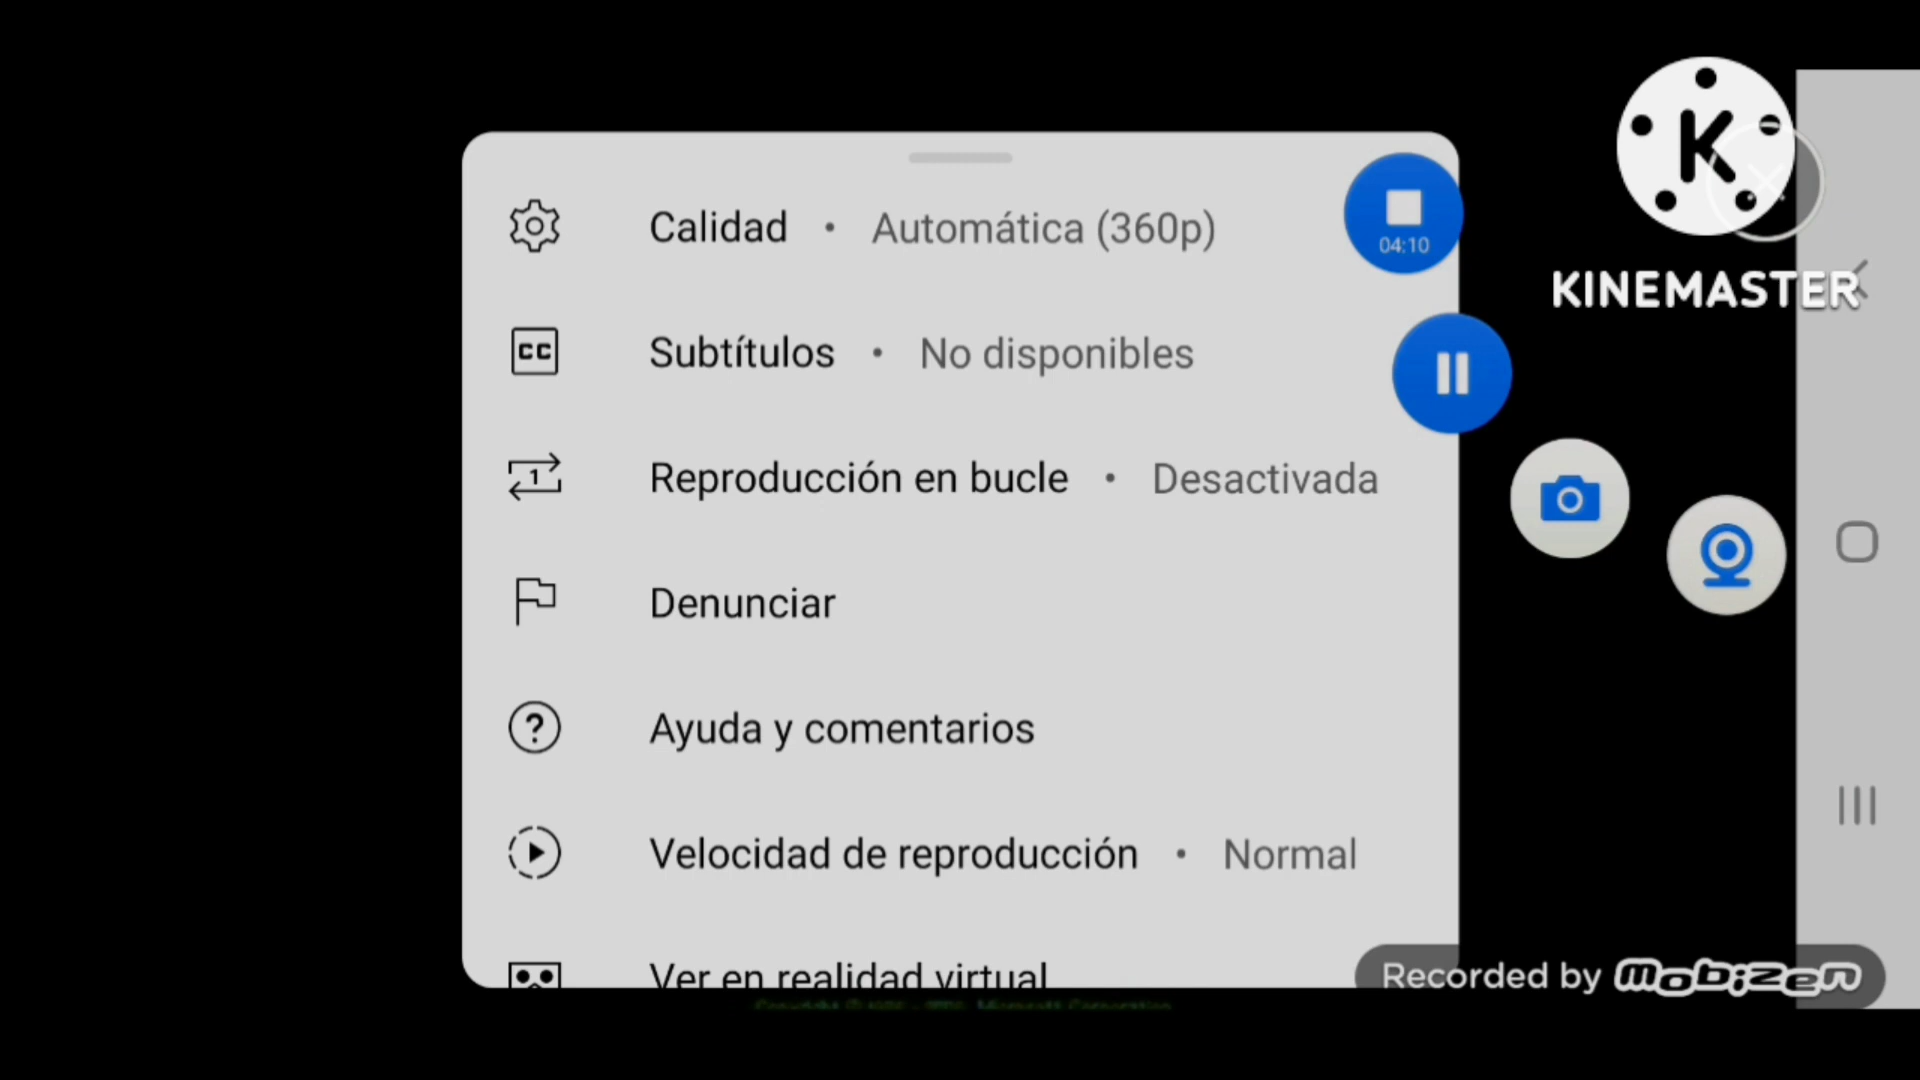 Calidad • Automática (360p)
04:10
KINEMASTER
Subtítulos • No disponibles
Reproducción en bucle • Desactivada
Denunciar
Ayuda y comentarios
Velocidad de reproducción • Normal
Ver en realidad virtual
Recorded by mobizen